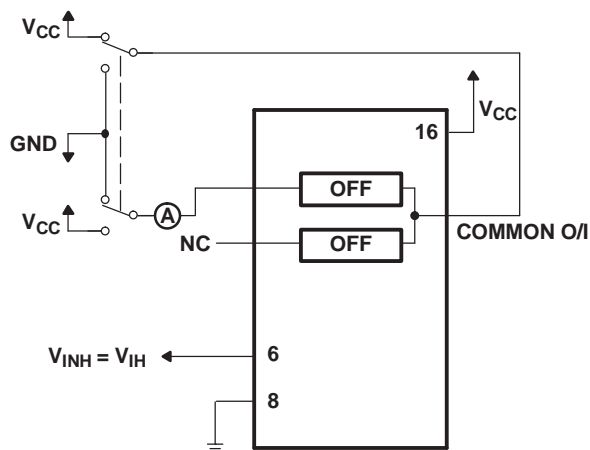 VCC
VCC
16
GND
OFF
VCC
A
COMMON O/I
NC
OFF
VINH = VIH
6
8